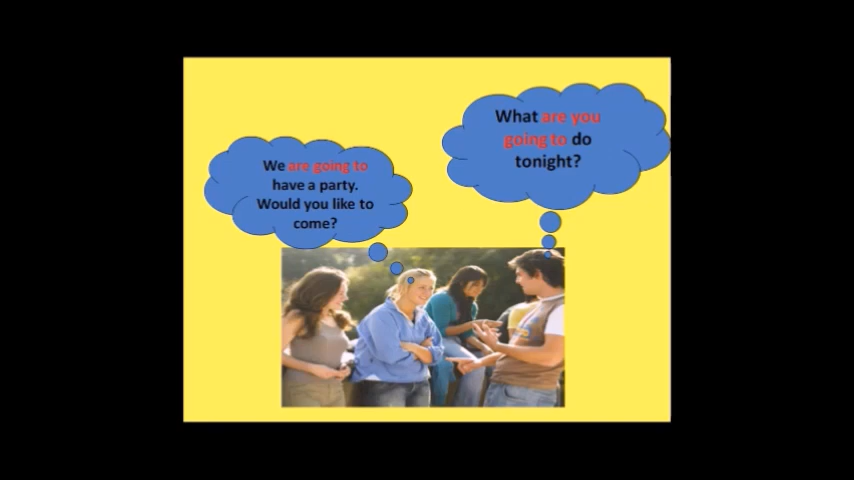 What are you
going to do
tonight?
We are going to
have a party.
Would you like to
come?